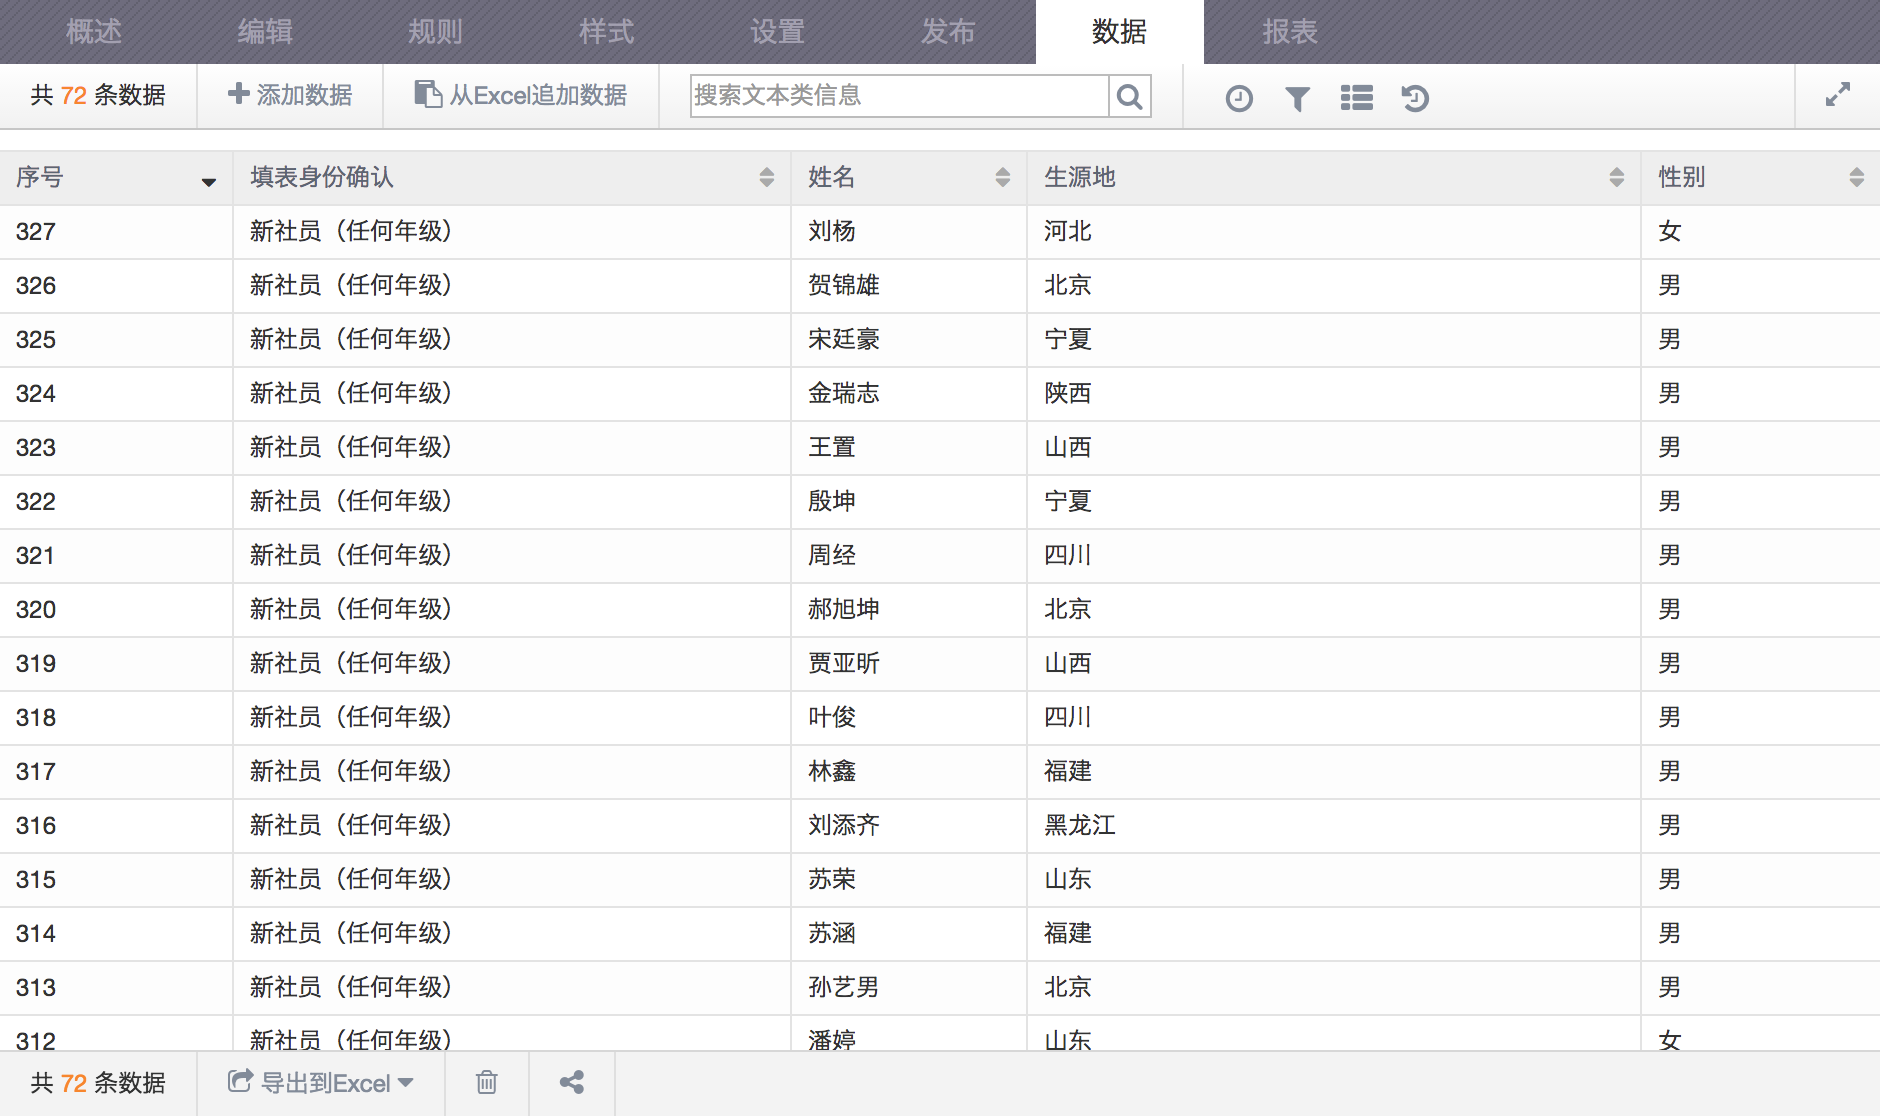 概述 编辑 规则 样式 设置 发布 数据 报表
共 72 条数据 添加数据 从Excel追加数据 搜索文本类信息
序号 填表身份确认 姓名 生源地 性别
327 新社员（任何年级） 刘杨 河北 女
326 新社员（任何年级） 贺锦雄 北京 男
325 新社员（任何年级） 宋廷豪 宁夏 男
324 新社员（任何年级） 金瑞志 陕西 男
323 新社员（任何年级） 王置 山西 男
322 新社员（任何年级） 殷坤 宁夏 男
321 新社员（任何年级） 周经 四川 男
320 新社员（任何年级） 郝旭坤 北京 男
319 新社员（任何年级） 贾亚昕 山西 男
318 新社员（任何年级） 叶俊 四川 男
317 新社员（任何年级） 林鑫 福建 男
316 新社员（任何年级） 刘添齐 黑龙江 男
315 新社员（任何年级） 苏荣 山东 男
314 新社员（任何年级） 苏涵 福建 男
313 新社员（任何年级） 孙艺男 北京 男
312 新社员（任何年级） 潘婷 山东 女
共 72 条数据 导出到Excel